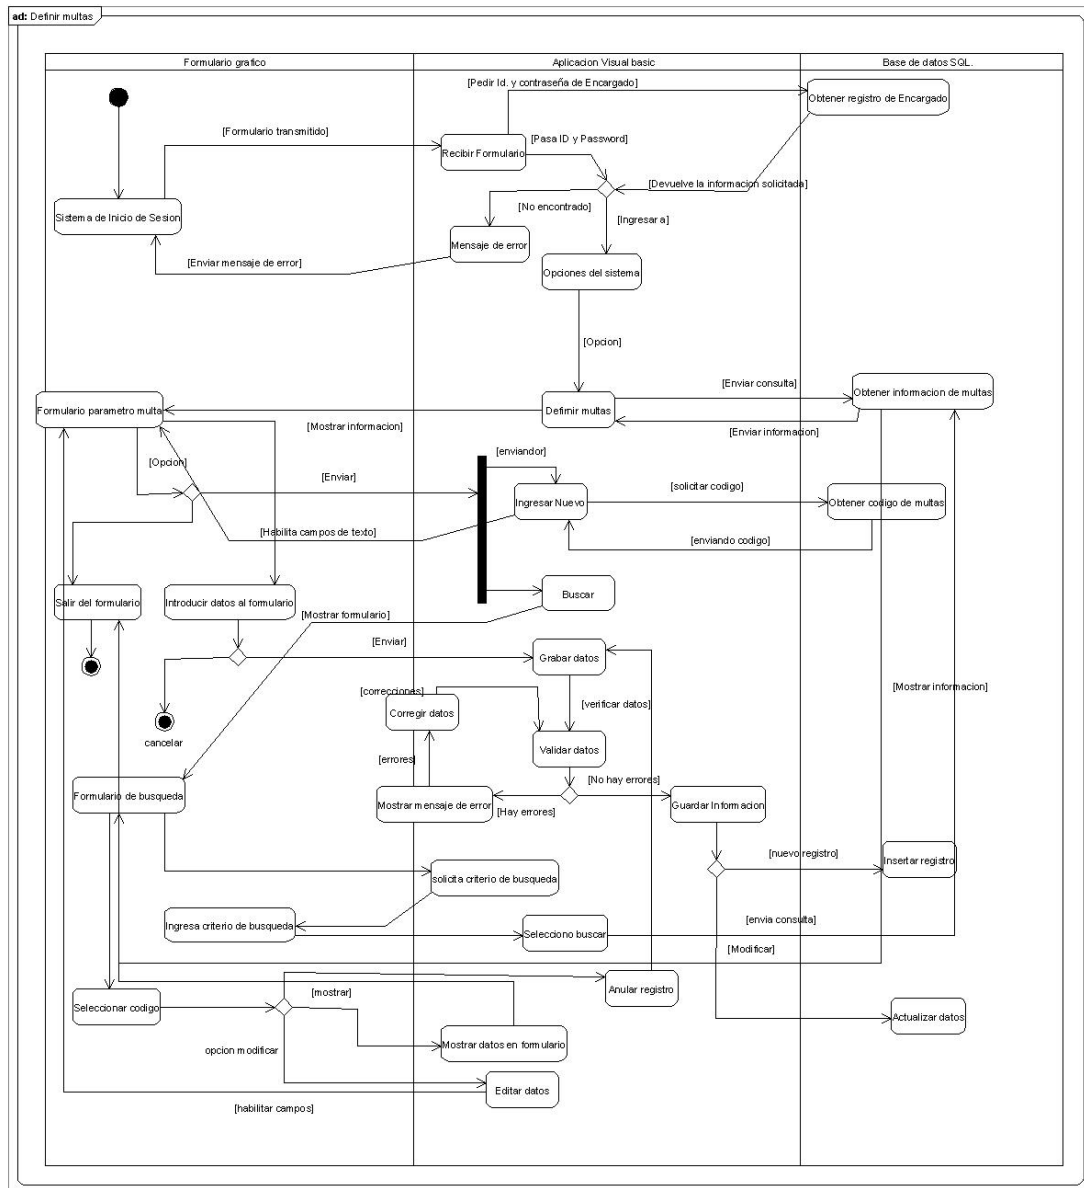 ad: Definir multas
Formulario grafico
Aplicacion Visual basic
Base de datos SQL.
[Pedir Id. y contraseña de Encargado]
Obtener registro de Encargado
[Formulario transmitido]
Recibir Formulario
[Pasa ID y Password]
[Devuelve la informacion solicitada]
Sistema de Inicio de Sesion
[No encontrado]
[Ingresar a]
Mensaje de error
[Enviar mensaje de error]
Opciones del sistema
[Opcion]
[Enviar consulta]
Obtener informacion de multas
Formulario parametro multa
Definir multas
[Mostrar informacion]
[Enviar informacion]
[enviandor]
[Opcion]
[Enviar]
[solicitar codigo]
Ingresar Nuevo
Obtener codigo de multas
[Habilita campos de texto]
[enviando codigo]
Salir del formulario
Introducir datos al formulario
Buscar
[Mostrar formulario]
[Enviar]
Grabar datos
[Mostrar informacion]
[correcciones]
[verificar datos]
Corregir datos
cancelar
Validar datos
[errores]
[No hay errores]
Formulario de busqueda
Mostrar mensaje de error
[Hay errores]
Guardar Informacion
[nuevo registro]
Insertar registro
solicita criterio de busqueda
Ingresa criterio de busqueda
[envia consulta]
Selecciono buscar
[Modificar]
[mostrar]
Anular registro
Seleccionar codigo
Actualizar datos
opcion modificar
Mostrar datos en formulario
Editar datos
[habilitar campos]